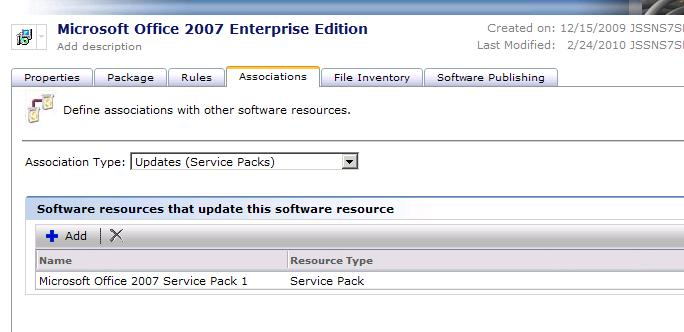 Microsoft Office 2007 Enterprise Edition
Created on: 12/15/2009 JSSNS7S
Add description
Last Modified: 2/24/2010 JSSNS7S
Properties Package Rules Associations File Inventory Software Publishing
Define associations with other software resources.
Association Type: Updates (Service Packs)
Software resources that update this software resource
Add
Name Resource Type
Microsoft Office 2007 Service Pack 1 Service Pack